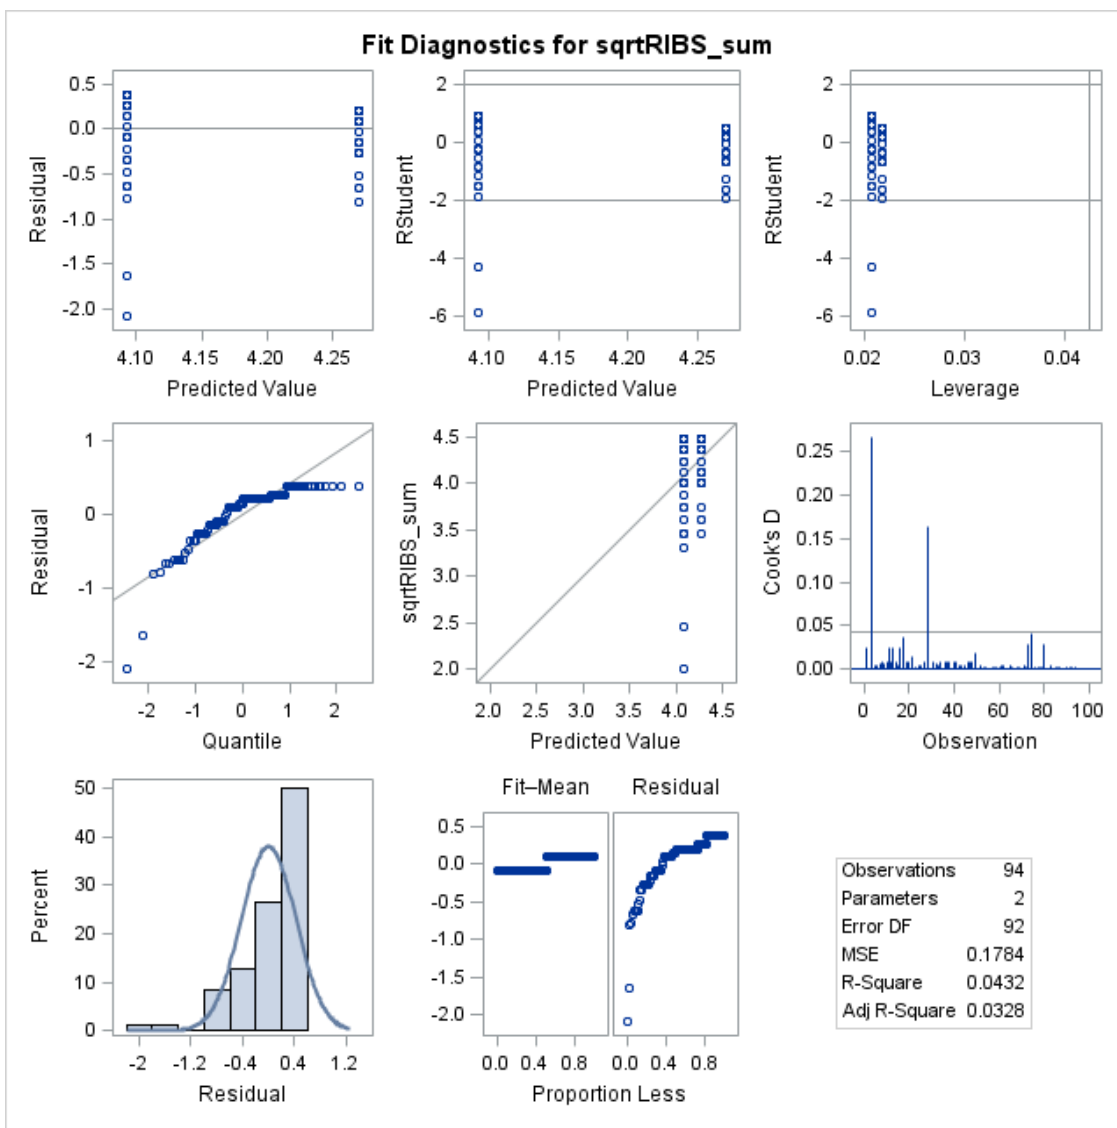 Fit Diagnostics for sqrtRIBS_sum
0.5
0.0
-0.5
-1.0
-1.5
-2.0
Residual
4.10 4.15 4.20 4.25
Predicted Value
2
0
-2
-4
-6
RStudent
4.10 4.15 4.20 4.25
Predicted Value
2
0
-2
-4
-6
RStudent
0.02 0.03 0.04
Leverage
1
0
-1
-2
Residual
-2 -1 0 1 2
Quantile
4.5
4.0
3.5
3.0
2.5
2.0
sqrtRIBS_sum
2.0 2.5 3.0 3.5 4.0 4.5
Predicted Value
0.25
0.20
0.15
0.10
0.05
0.00
Cook's D
0 20 40 60 80 100
Observation
50
40
30
20
10
0
Percent
-2 -1.2 -0.4 0.4 1.2
Residual
Fit–Mean Residual
0.5
0.0
-0.5
-1.0
-1.5
-2.0
0.0 0.4 0.8 0.0 0.4 0.8
Proportion Less
Observations 94
Parameters 2
Error DF 92
MSE 0.1784
R-Square 0.0432
Adj R-Square 0.0328